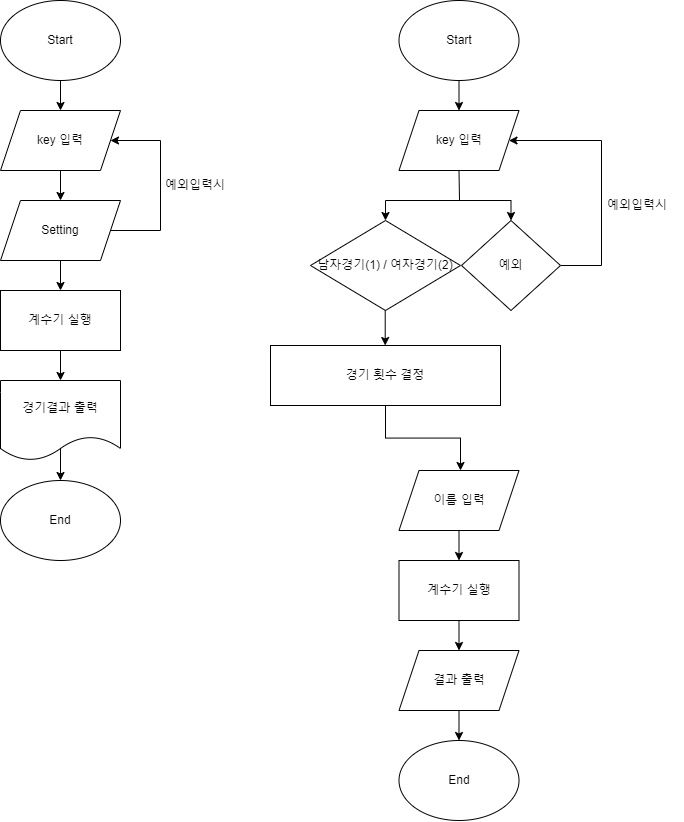 Start
key 입력
예외입력시
Setting
계수기 실행
경기결과 출력
End
Start
key 입력
예외입력시
남자경기(1) / 여자경기(2)
예외
경기 횟수 결정
이름 입력
계수기 실행
결과 출력
End